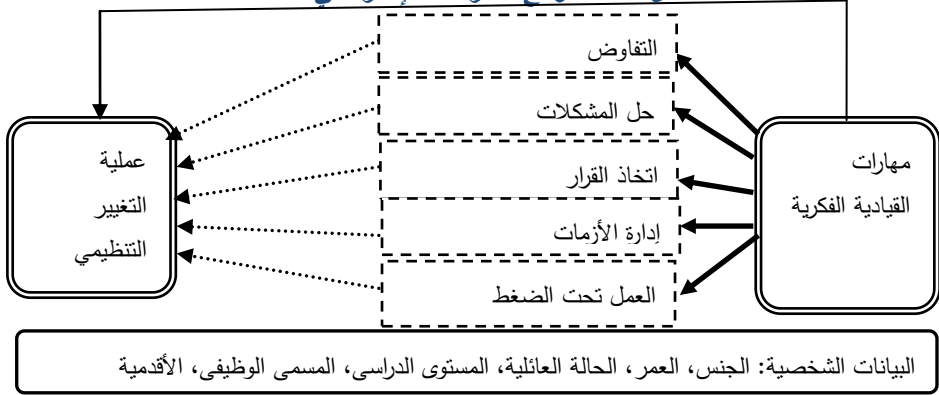 مهارات
القيادية الفكرية
التفاوض
حل المشكلات
اتخاذ القرار
إدارة الأزمات
العمل تحت الضغط
عملية
التغيير
التنظيمي
البيانات الشخصية: الجنس، العمر، الحالة العائلية، المستوى الدراسي، المسمى الوظيفي، الأقدمية